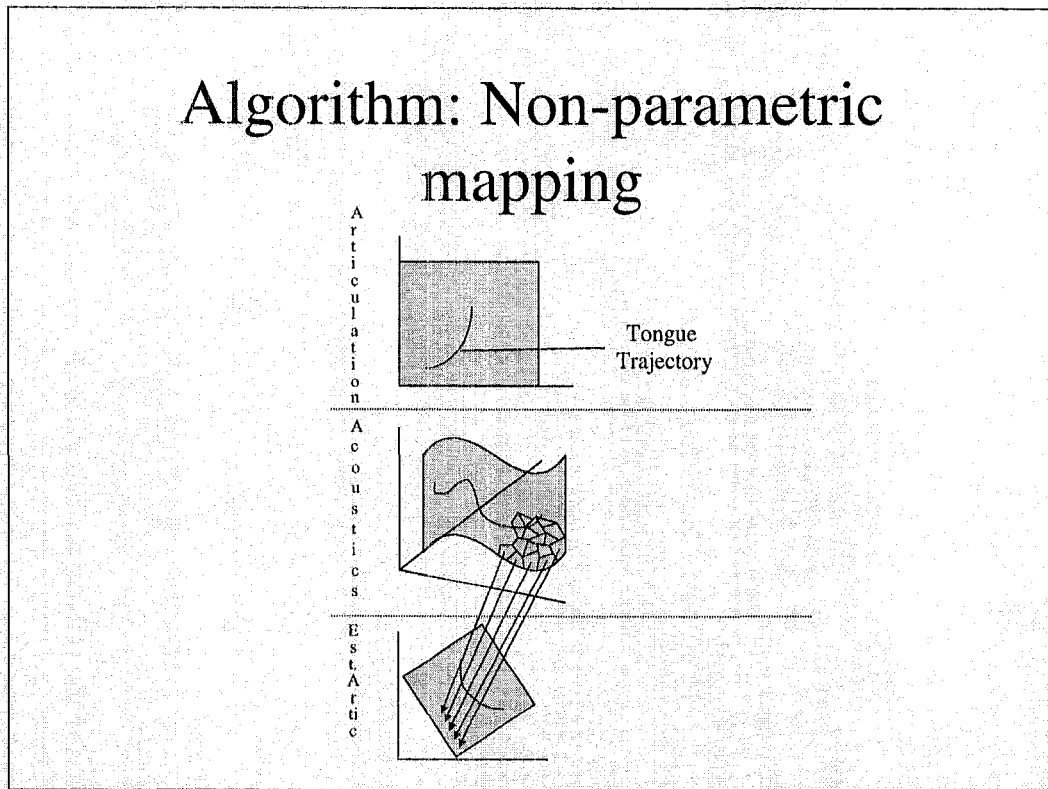 Algorithm: Non-parametric
mapping
Articulation
Tongue
Trajectory
Acoustics
Est. Artic